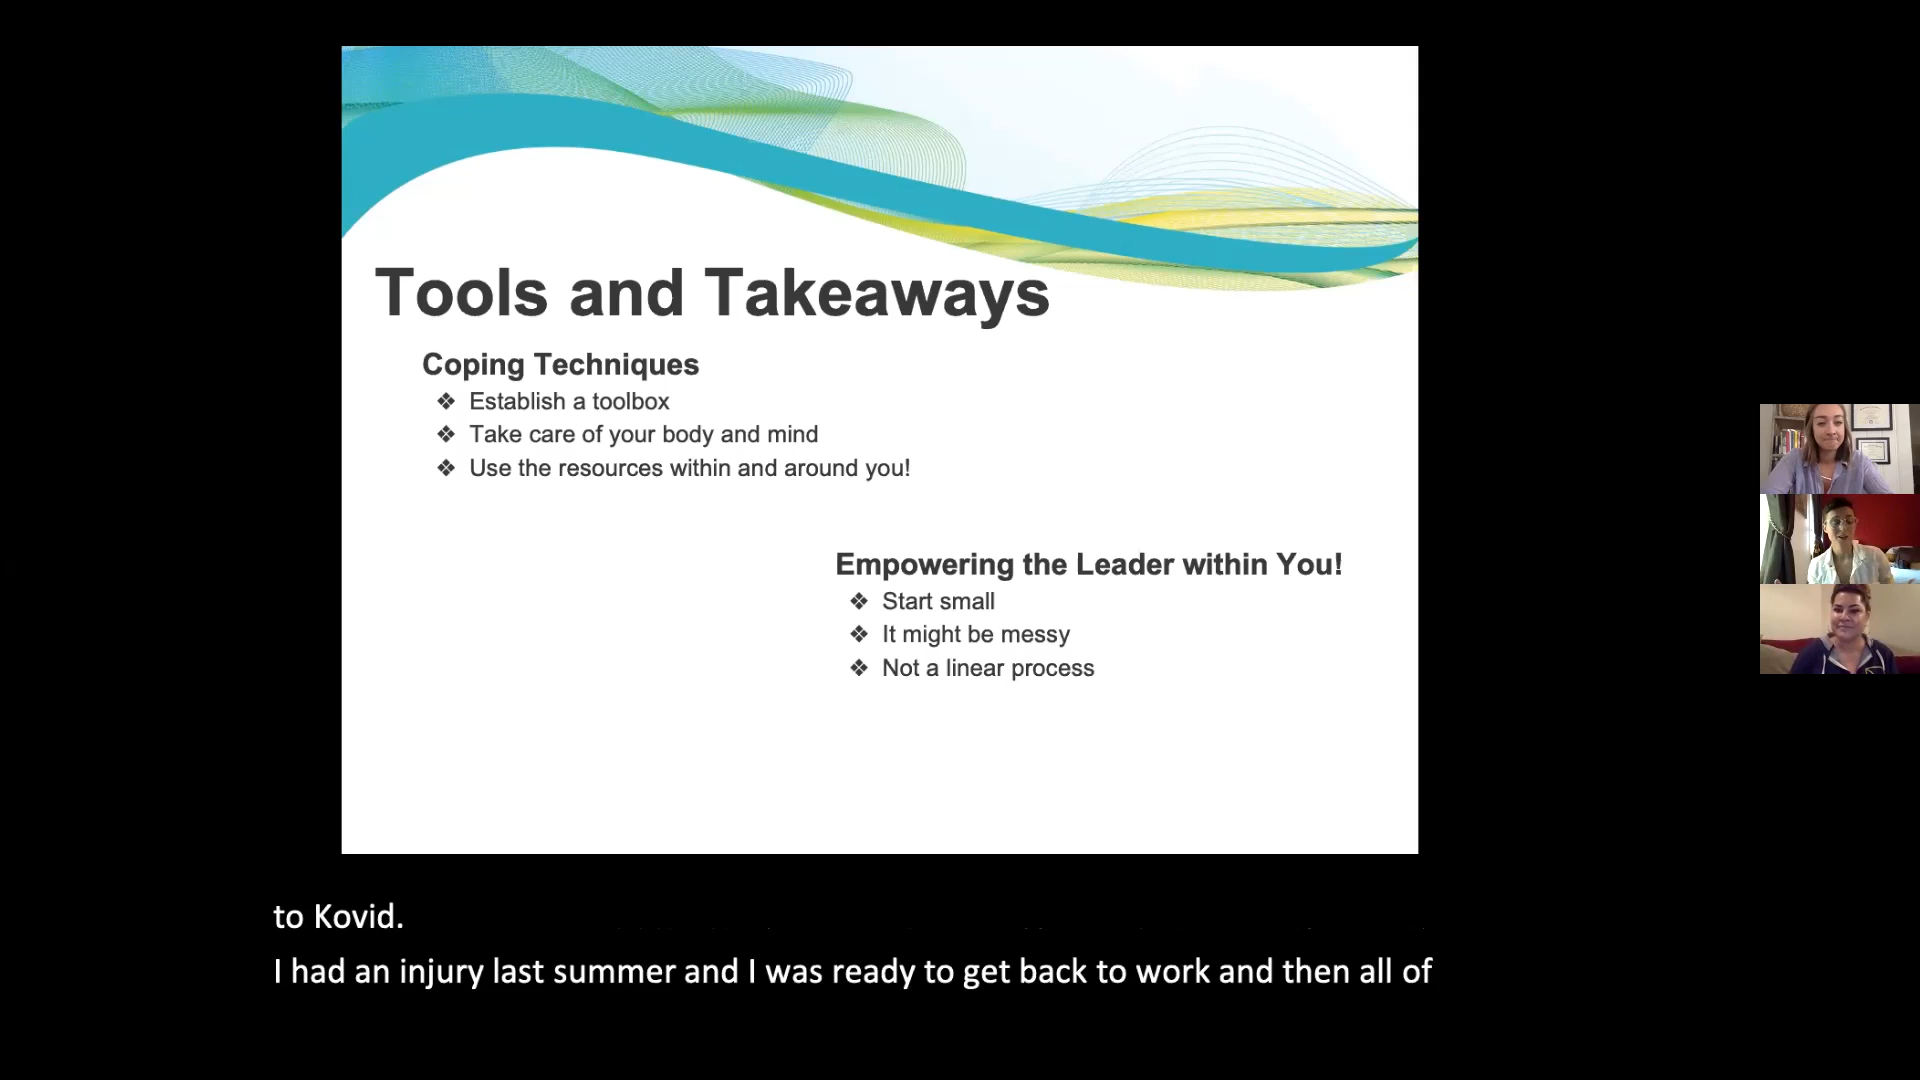 Tools and Takeaways
Coping Techniques
❖ Establish a toolbox
❖ Take care of your body and mind
❖ Use the resources within and around you!
Empowering the Leader within You!
❖ Start small
❖ It might be messy
❖ Not a linear process
to Kovid.
I had an injury last summer and I was ready to get back to work and then all of